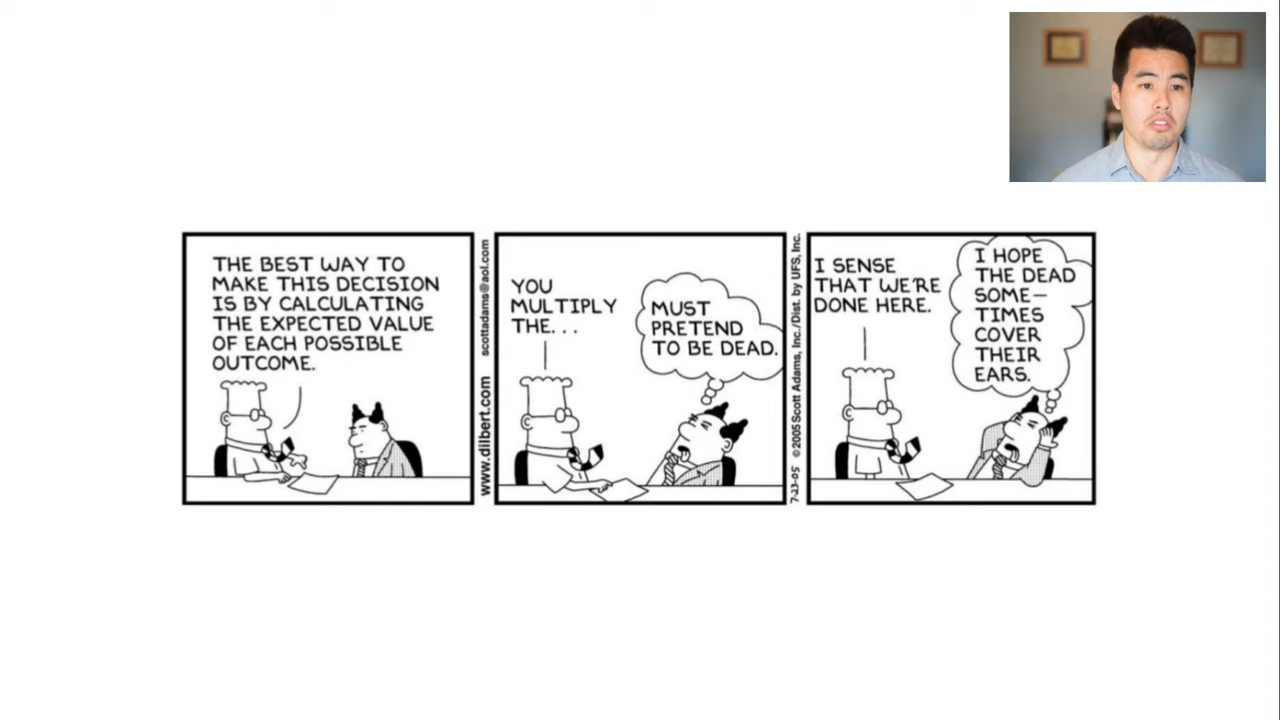 THE BEST WAY TO
MAKE THIS DECISION
IS BY CALCULATING
THE EXPECTED VALUE
OF EACH POSSIBLE
OUTCOME.
www.dilbert.com scottadams@aol.com
YOU
MULTIPLY
THE...
MUST
PRETEND
TO BE DEAD.
7-23-05 ©2005 Scott Adams, Inc./Dist. by UFS, Inc.
I SENSE
THAT WE'RE
DONE HERE.
I HOPE
THE DEAD
SOME-
TIMES
COVER
THEIR
EARS.